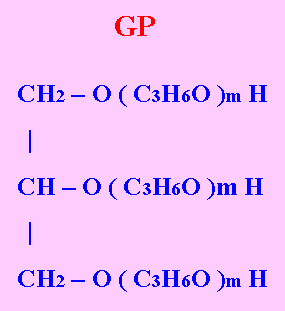 GP
CH2 – O ( C3H6O )m H
|
CH – O ( C3H6O )m H
|
CH2 – O ( C3H6O )m H